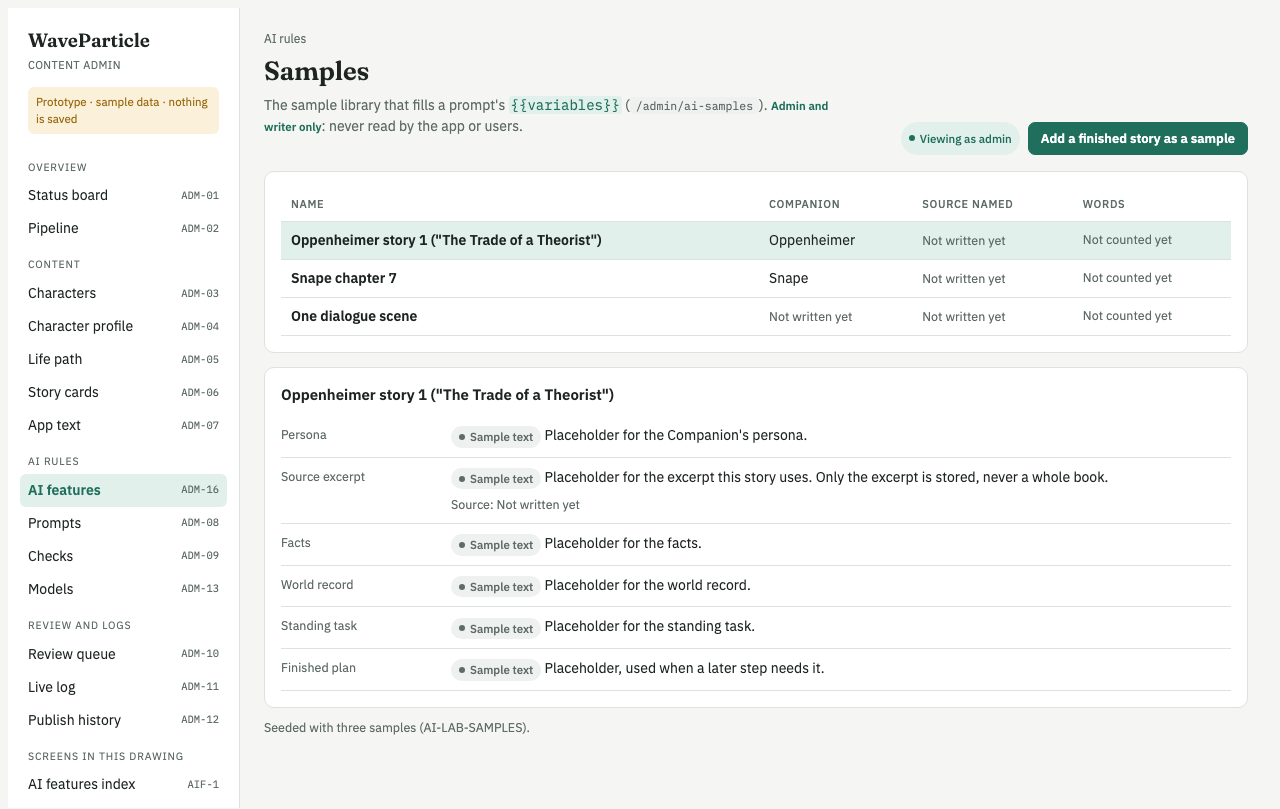 WaveParticle
CONTENT ADMIN
Prototype · sample data · nothing
is saved
OVERVIEW
Status board ADM-01
Pipeline ADM-02
CONTENT
Characters ADM-03
Character profile ADM-04
Life path ADM-05
Story cards ADM-06
App text ADM-07
AI RULES
AI features ADM-16
Prompts ADM-08
Checks ADM-09
Models ADM-13
REVIEW AND LOGS
Review queue ADM-10
Live log ADM-11
Publish history ADM-12
SCREENS IN THIS DRAWING
AI features index AIF-1
AI rules
Samples
The sample library that fills a prompt's {{variables}} ( /admin/ai-samples ). Admin and
writer only: never read by the app or users.
Viewing as admin
Add a finished story as a sample
NAME COMPANION SOURCE NAMED WORDS
Oppenheimer story 1 ("The Trade of a Theorist") Oppenheimer Not written yet Not counted yet
Snape chapter 7 Snape Not written yet Not counted yet
One dialogue scene Not written yet Not written yet Not counted yet
Oppenheimer story 1 ("The Trade of a Theorist")
Persona Sample text Placeholder for the Companion's persona.
Source excerpt Sample text Placeholder for the excerpt this story uses. Only the excerpt is stored, never a whole book.
Source: Not written yet
Facts Sample text Placeholder for the facts.
World record Sample text Placeholder for the world record.
Standing task Sample text Placeholder for the standing task.
Finished plan Sample text Placeholder, used when a later step needs it.
Seeded with three samples (AI-LAB-SAMPLES).